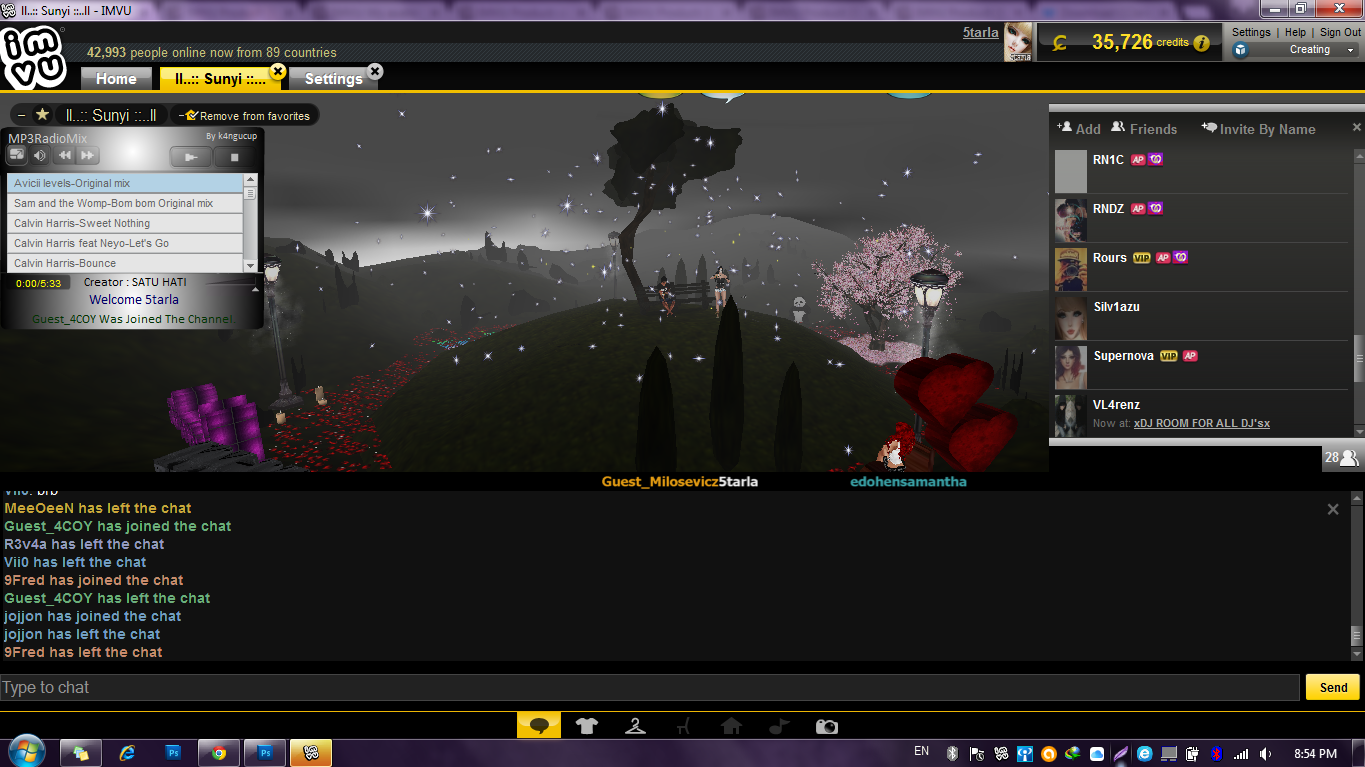 ll..:: Sunyi ::..ll - IMVU
imvu
42,993 people online now from 89 countries
5tarla
35,726 credits
Settings | Help | Sign Out
Creating
Home
ll..:: Sunyi ::...
Settings
ll..:: Sunyi ::..ll
Remove from favorites
MP3RadioMix
By k4ngucup
Avicii levels-Original mix
Sam and the Womp-Bom bom Original mix
Calvin Harris-Sweet Nothing
Calvin Harris feat Neyo-Let's Go
Calvin Harris-Bounce
0:00/5:33
Creator : SATU HATI
Welcome 5tarla
Guest_4COY Was Joined The Channel
Add
Friends
Invite By Name
RN1C AP
RNDZ AP
Rours VIP AP
Silv1azu
Supernova VIP AP
VL4renz
Now at: xDJ ROOM FOR ALL DJ'sx
28
Guest_Milosevicz5tarla
edohensamantha
Vii0: brb
MeeOeeN has left the chat
Guest_4COY has joined the chat
R3v4a has left the chat
Vii0 has left the chat
9Fred has joined the chat
Guest_4COY has left the chat
jojjon has joined the chat
jojjon has left the chat
9Fred has left the chat
Type to chat
Send
Ps
Ps
EN
8:54 PM